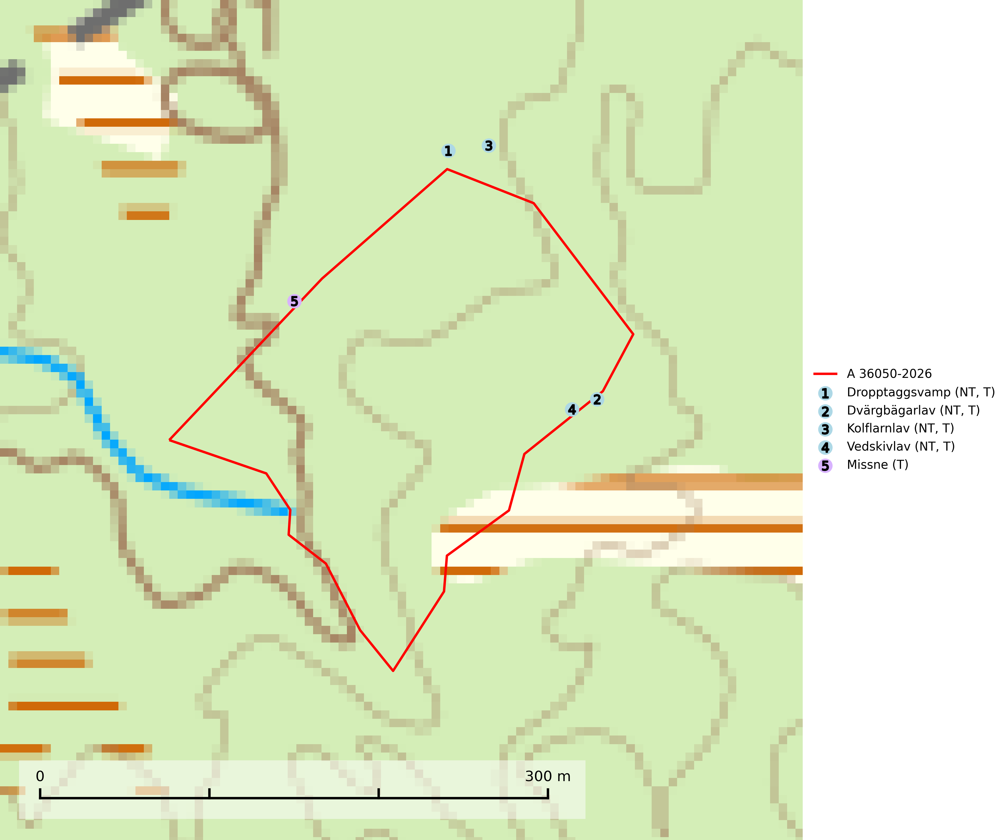 1
3
5
2
4
A 36050-2026
1 Dropptaggsvamp (NT, T)
2 Dvärgbägarlav (NT, T)
3 Kolflarnlav (NT, T)
4 Vedskivlav (NT, T)
5 Missne (T)
0 300 m